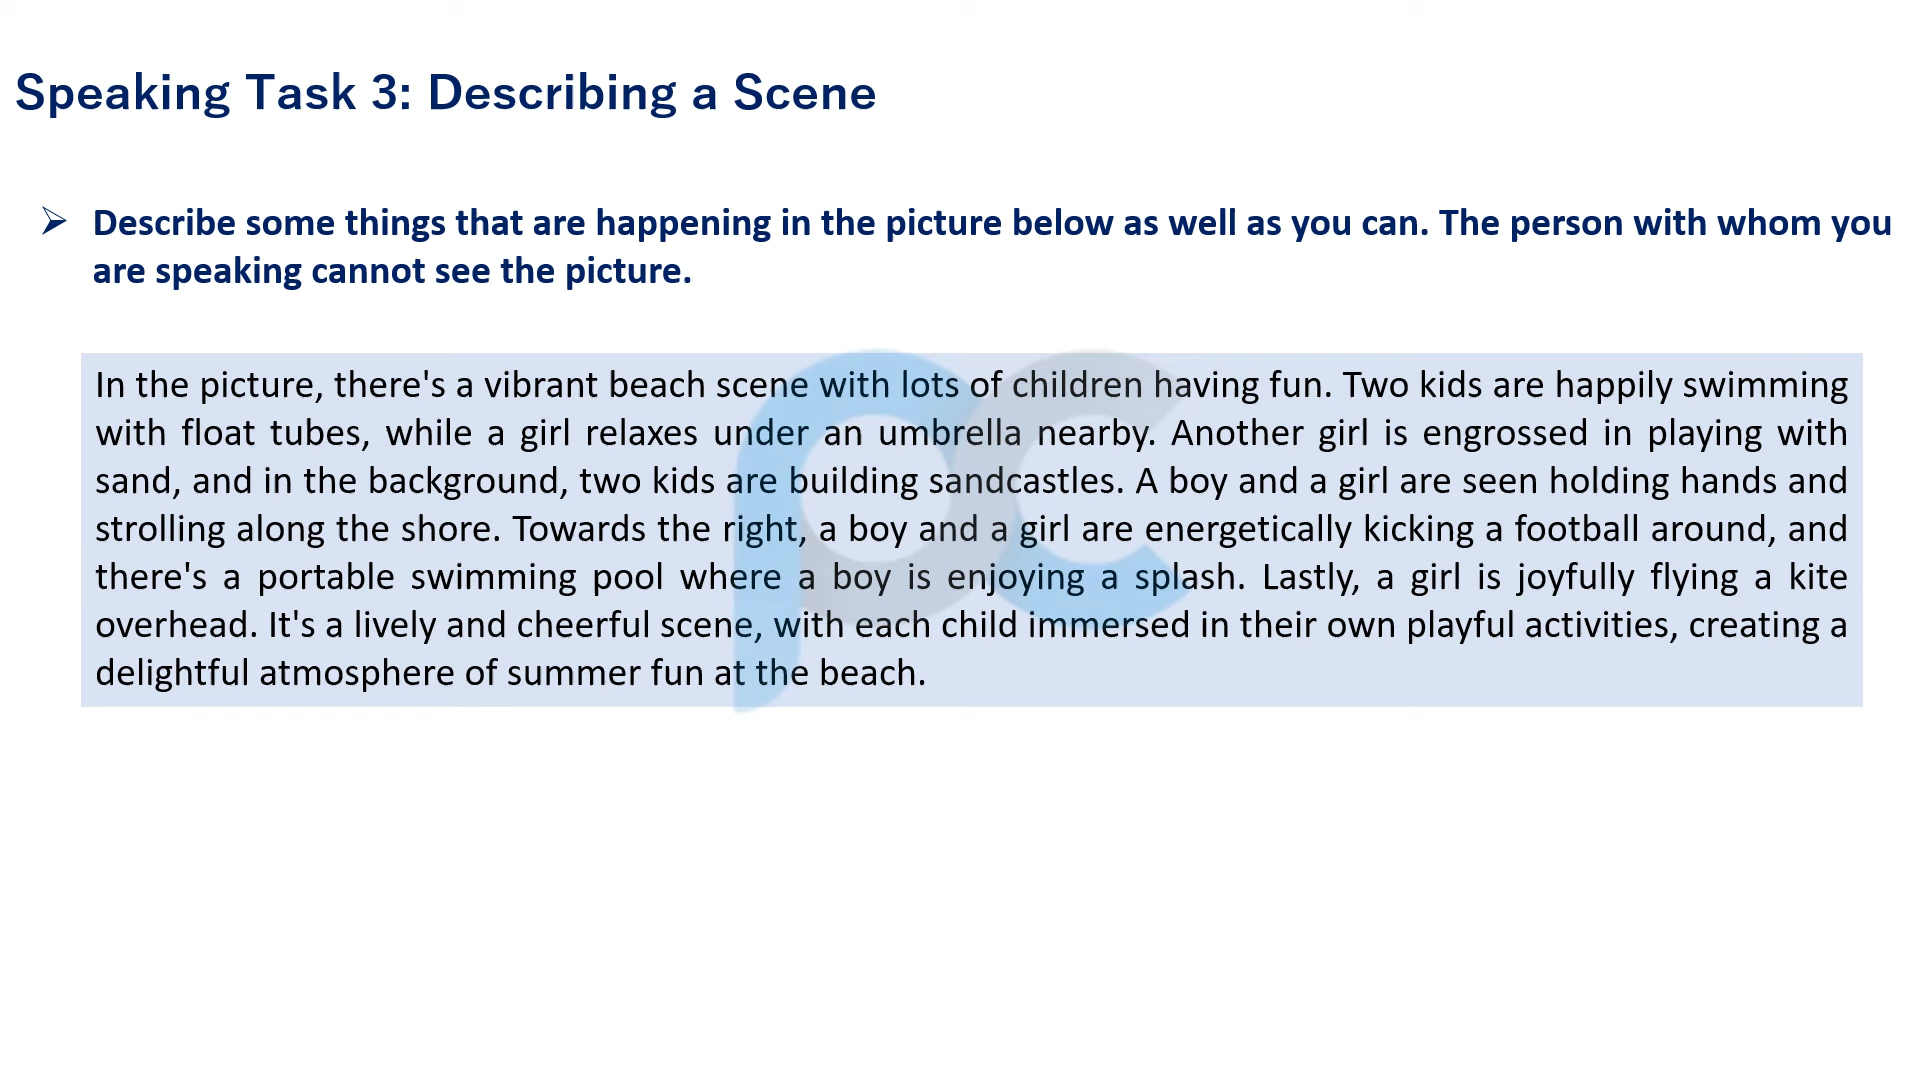 Speaking Task 3: Describing a Scene
➢ Describe some things that are happening in the picture below as well as you can. The person with whom you
are speaking cannot see the picture.
In the picture, there's a vibrant beach scene with lots of children having fun. Two kids are happily swimming
with float tubes, while a girl relaxes under an umbrella nearby. Another girl is engrossed in playing with
sand, and in the background, two kids are building sandcastles. A boy and a girl are seen holding hands and
strolling along the shore. Towards the right, a boy and a girl are energetically kicking a football around, and
there's a portable swimming pool where a boy is enjoying a splash. Lastly, a girl is joyfully flying a kite
overhead. It's a lively and cheerful scene, with each child immersed in their own playful activities, creating a
delightful atmosphere of summer fun at the beach.
pc